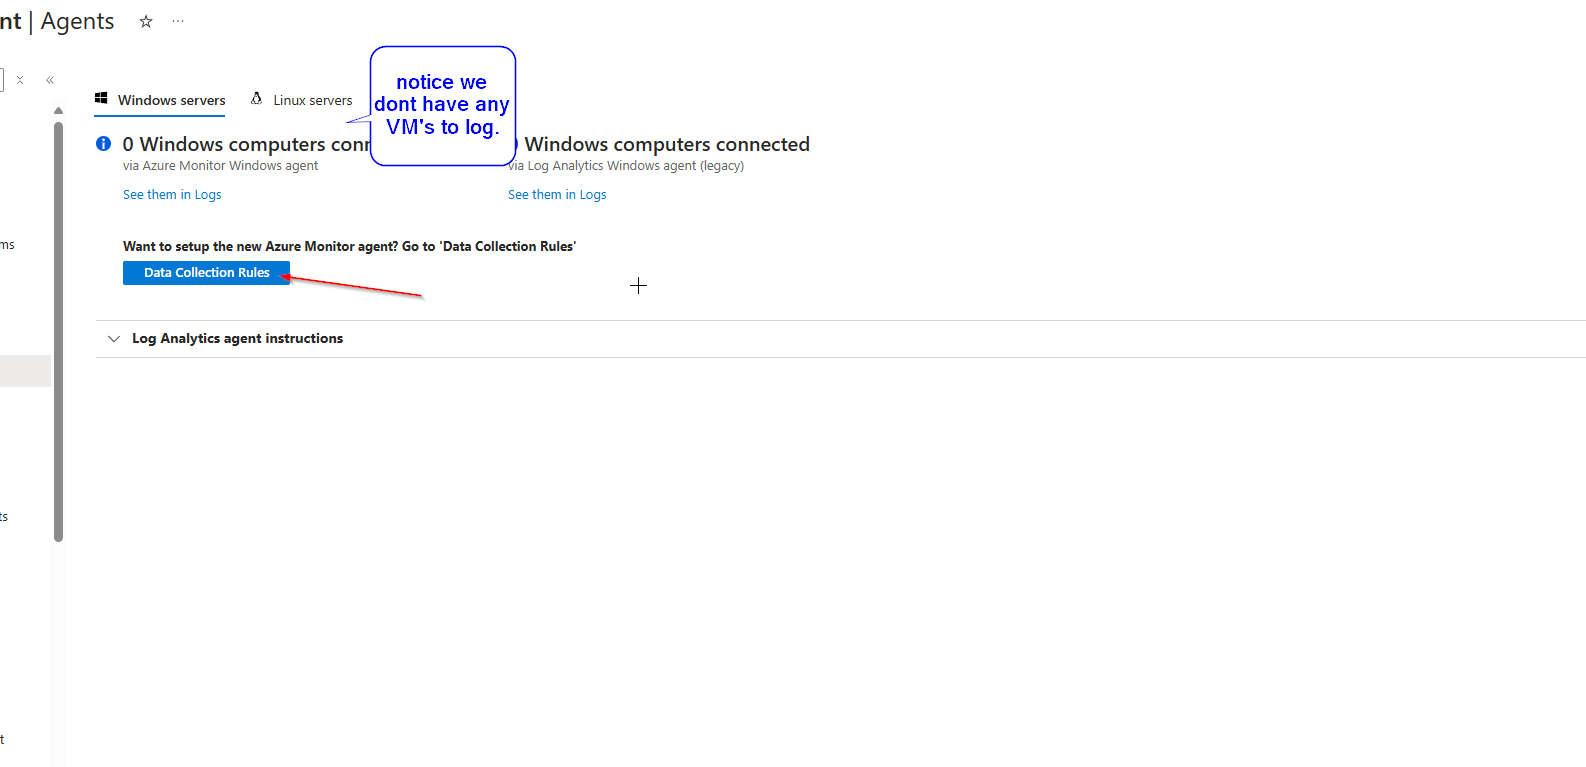 nt | Agents
Windows servers
Linux servers
notice we
dont have any
VM's to log.
0 Windows computers conn
via Azure Monitor Windows agent
See them in Logs
Windows computers connected
via Log Analytics Windows agent (legacy)
See them in Logs
ms
Want to setup the new Azure Monitor agent? Go to 'Data Collection Rules'
Data Collection Rules
Log Analytics agent instructions
ts
t